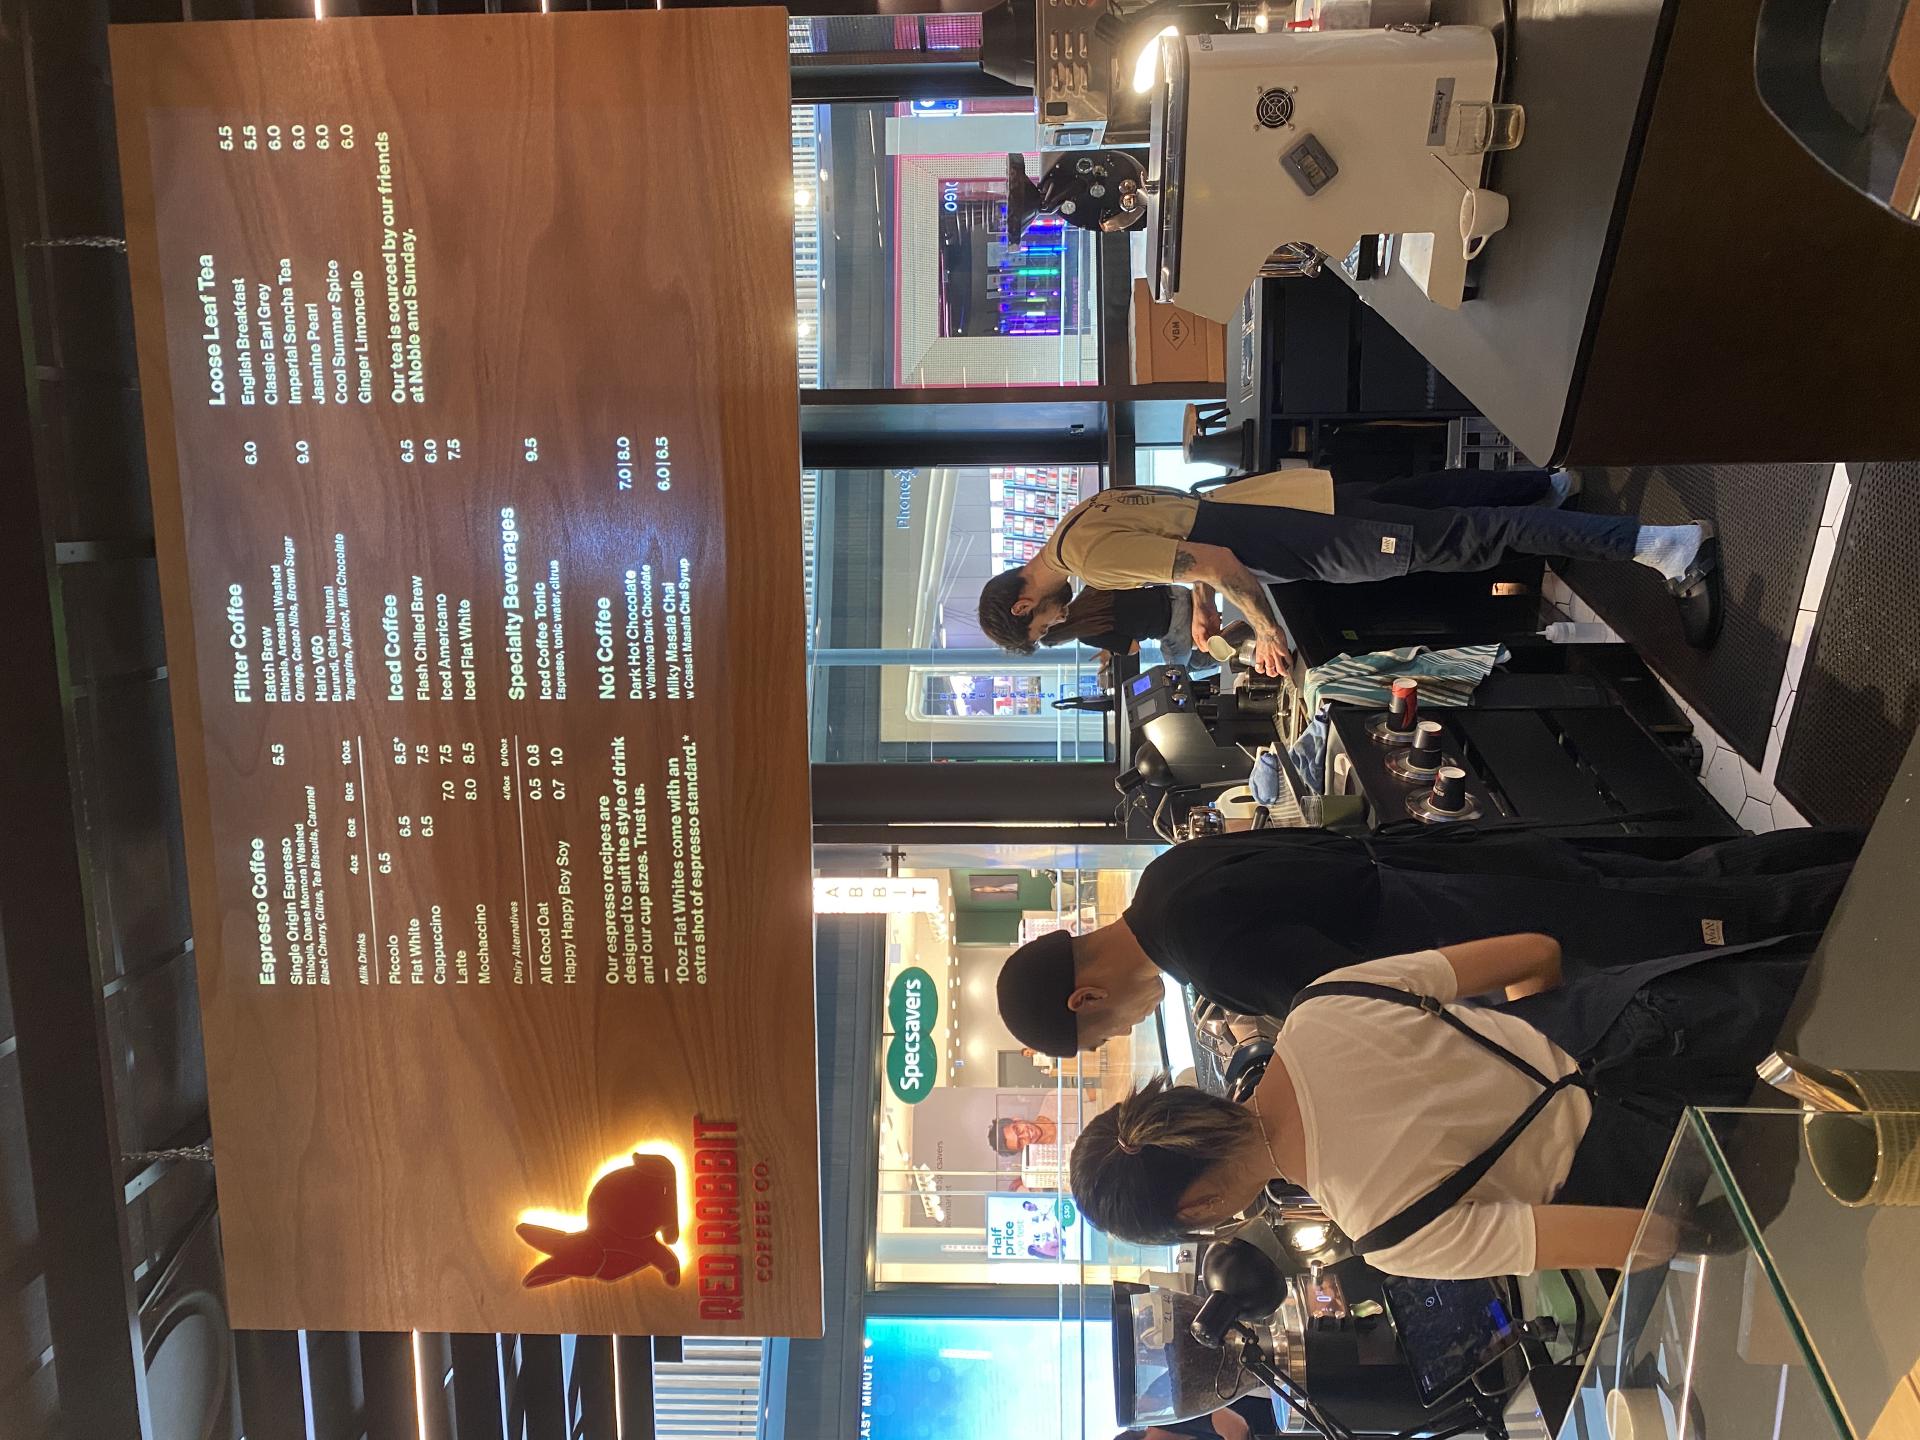 RED RABBIT
COFFEE CO.
Espresso Coffee
Single Origin Espresso 5.5
Ethiopia, Danse Momora | Washed
Black Cherry, Citrus, Tea Biscuits, Caramel
Milk Drinks 4oz 6oz 8oz 10oz
Piccolo 6.5
Flat White 6.5 8.5*
Cappuccino 6.5 7.5
Latte 7.0 7.5
Mochaccino 8.0 8.5
Dairy Alternatives 4/6oz 8/10oz
All Good Oat 0.5 0.8
Happy Happy Boy Soy 0.7 1.0
Our espresso recipes are
designed to suit the style of drink
and our cup sizes. Trust us.
—
10oz Flat Whites come with an
extra shot of espresso standard.*
Filter Coffee
Batch Brew 6.0
Ethiopia, Arsosala | Washed
Orange, Cacao Nibs, Brown Sugar
Hario V60 9.0
Burundi, Gisha | Natural
Tangerine, Apricot, Milk Chocolate
Iced Coffee
Flash Chilled Brew 6.5
Iced Americano 6.0
Iced Flat White 7.5
Specialty Beverages
Iced Coffee Tonic 9.5
Espresso, tonic water, citrus
Not Coffee
Dark Hot Chocolate 7.0 | 8.0
w Valrhona Dark Chocolate
Milky Masala Chai 6.0 | 6.5
w Cosset Masala Chai Syrup
Loose Leaf Tea
English Breakfast 5.5
Classic Earl Grey 5.5
Imperial Sencha Tea 6.0
Jasmine Pearl 6.0
Cool Summer Spice 6.0
Ginger Limoncello 6.0
Our tea is sourced by our friends
at Noble and Sunday.
LAST MINUTE
Specsavers
Half
price
$30
A
B
B
I
T
PHONE REPAIRS
Phonez
VBM